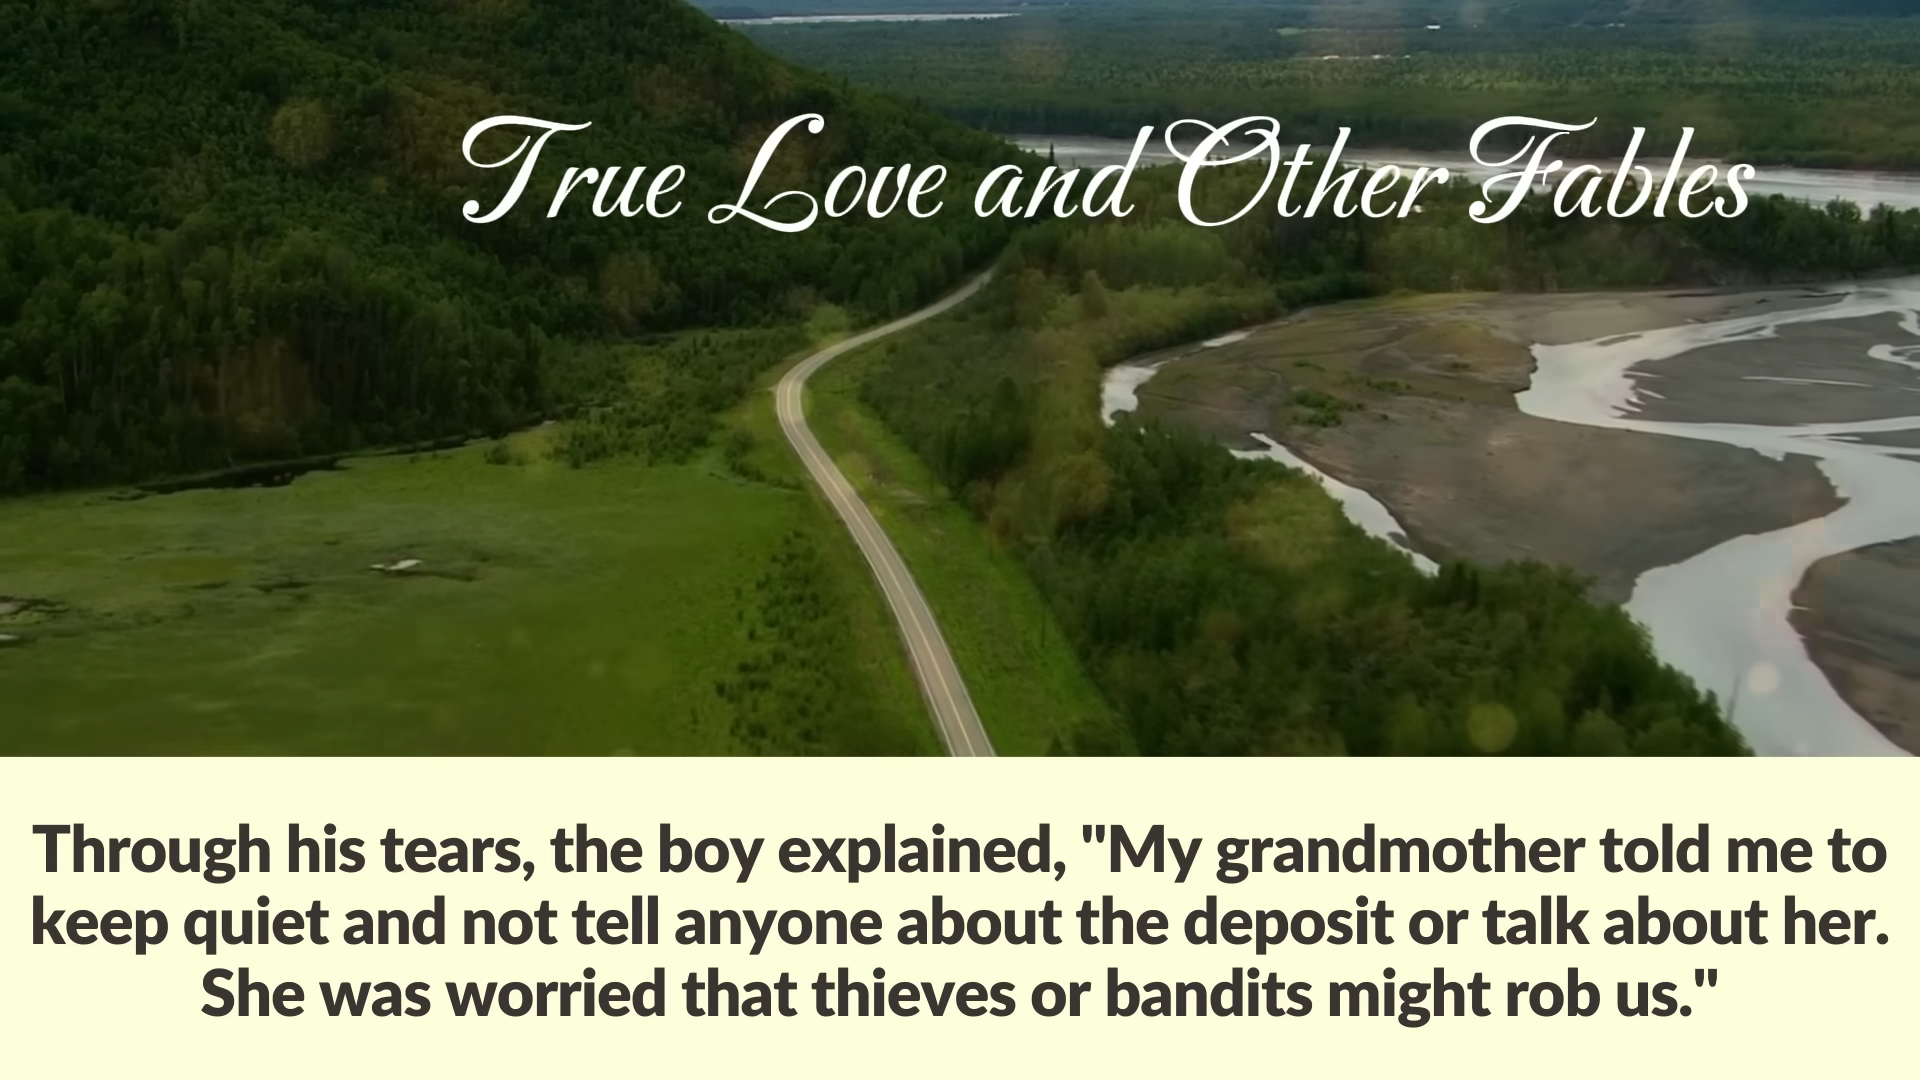 True Love and Other Fables
Through his tears, the boy explained, "My grandmother told me to
keep quiet and not tell anyone about the deposit or talk about her.
She was worried that thieves or bandits might rob us."